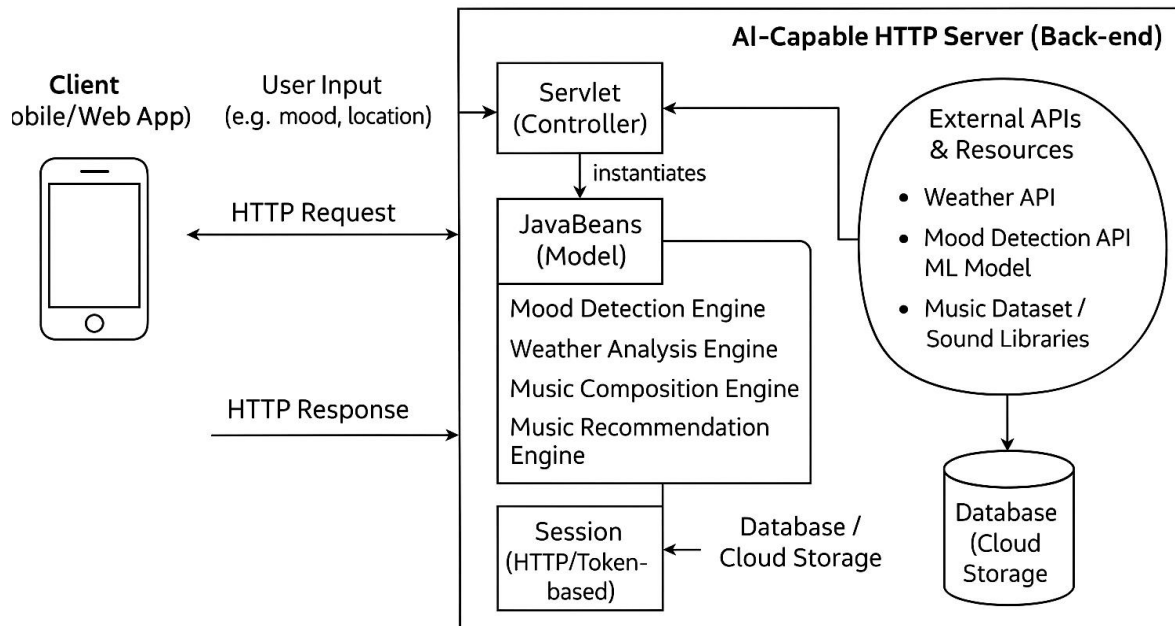 AI-Capable HTTP Server (Back-end)
Client
obile/Web App)
User Input
(e.g. mood, location)
HTTP Request
HTTP Response
Servlet
(Controller)
instantiates
JavaBeans
(Model)
Mood Detection Engine
Weather Analysis Engine
Music Composition Engine
Music Recommendation
Engine
Session
(HTTP/Token-
based)
Database /
Cloud Storage
External APIs
& Resources
• Weather API
• Mood Detection API
ML Model
• Music Dataset /
Sound Libraries
Database
(Cloud
Storage